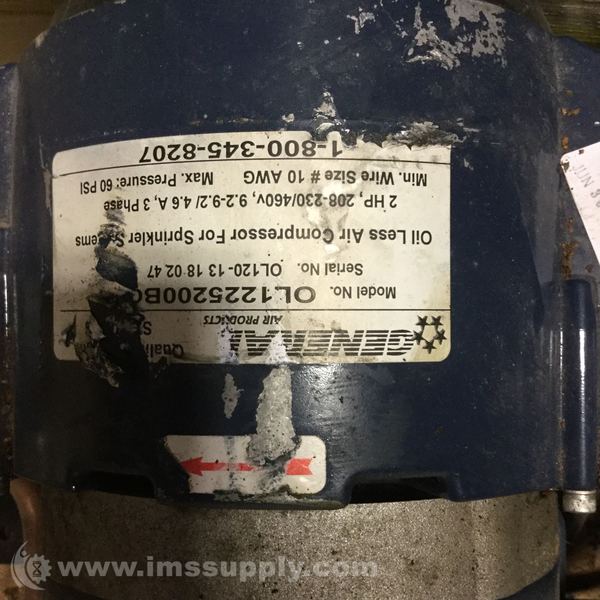 GENERAL
AIR PRODUCTS
Model No. OL1225200B
Serial No. OL120-13 18 02 47
Oil Less Air Compressor For Sprinkler Systems
2 HP, 208-230/460v, 9.2-9.2/ 4.6 A, 3 Phase
Min. Wire Size # 10 AWG Max. Pressure: 60 PSI
1-800-345-8207
www.imssupply.com